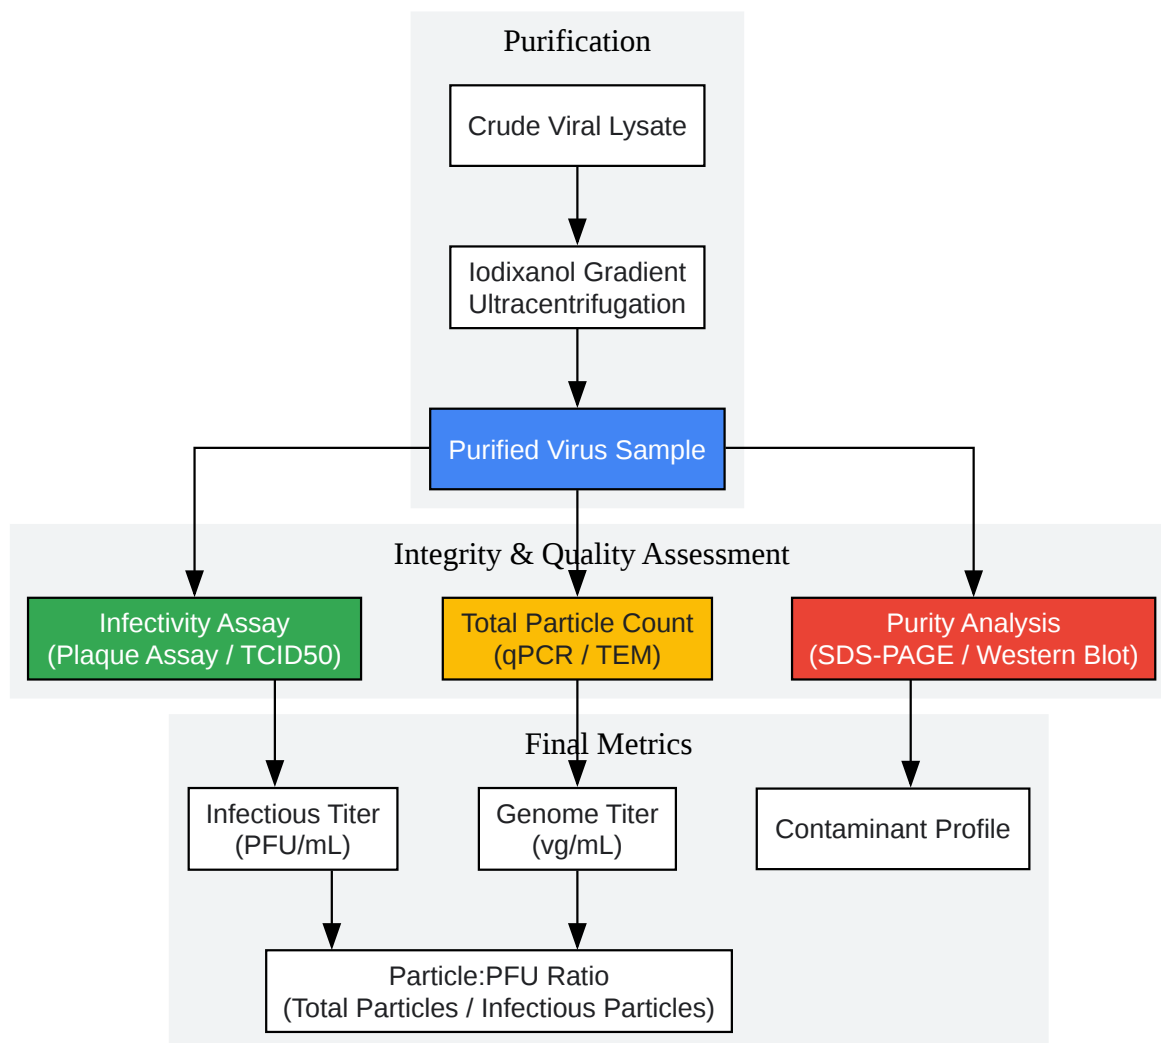 Purification
Crude Viral Lysate
Iodixanol Gradient
Ultracentrifugation
Purified Virus Sample
Integrity & Quality Assessment
Infectivity Assay
(Plaque Assay / TCID50)
Total Particle Count
(qPCR / TEM)
Purity Analysis
(SDS-PAGE / Western Blot)
Final Metrics
Infectious Titer
(PFU/mL)
Genome Titer
(vg/mL)
Contaminant Profile
Particle:PFU Ratio
(Total Particles / Infectious Particles)